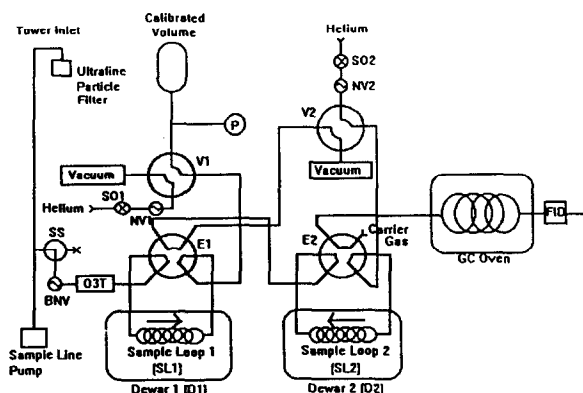 Tower Inlet
Ultrafine
Particle
Filter
Calibrated
Volume
P
Helium
SO2
NV2
V2
Vacuum
V1
Vacuum
SO1
Helium
NV1
SS
E1
E2
Carrier
Gas
GC Oven
FID
BNV
O3T
Sample Line
Pump
Sample Loop 1
(SL1)
Dewar 1 (D1)
Sample Loop 2
(SL2)
Dewar 2 (D2)